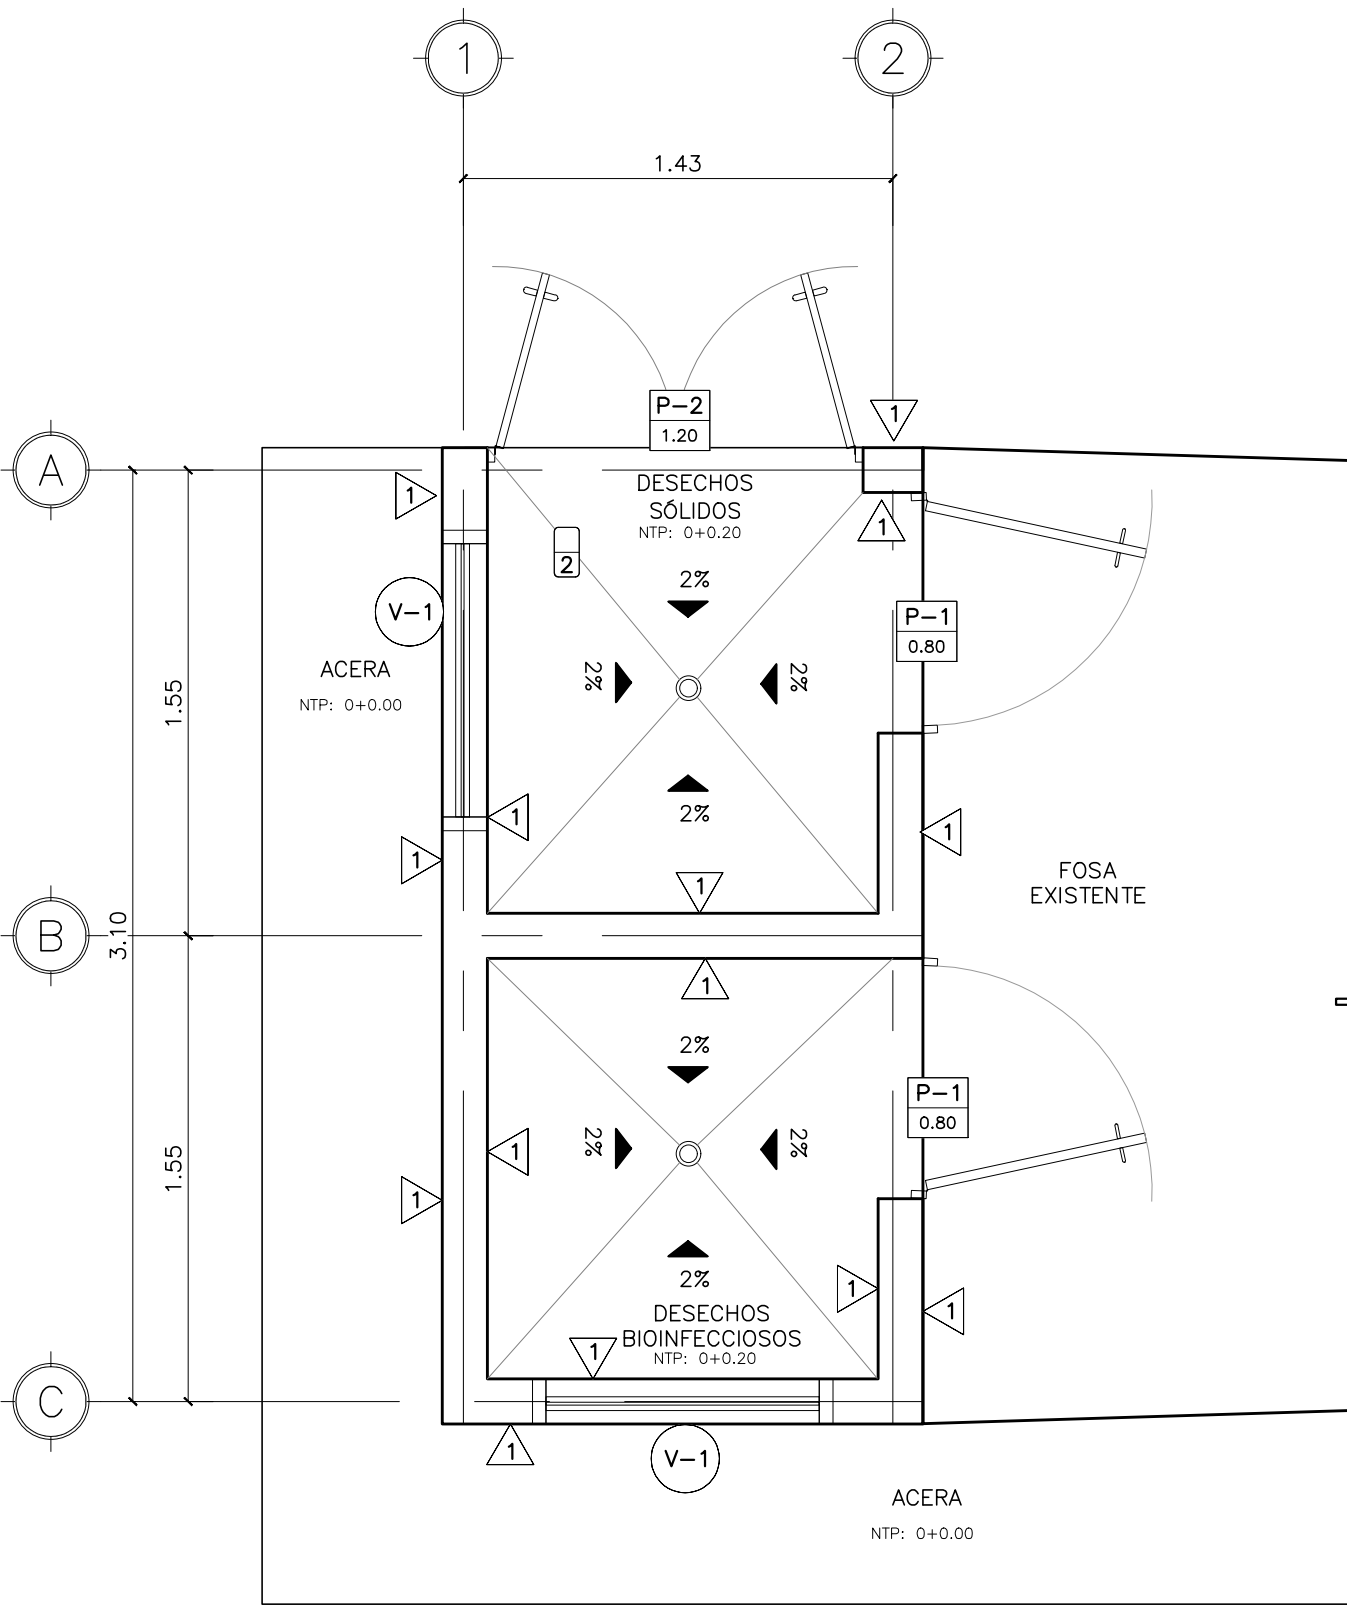 1
2
1.43
P-2
1.20
1
A
DESECHOS
SÓLIDOS
NTP: 0+0.20
1
1
2
2%
V-1
P-1
0.80
ACERA
NTP: 0+0.00
2%
2%
1.55
2%
1
1
1
1
FOSA
EXISTENTE
B
3.10
1
2%
P-1
0.80
2%
2%
1
1.55
1
2%
1
1
DESECHOS
BIOINFECCIOSOS
NTP: 0+0.20
1
C
1
V-1
ACERA
NTP: 0+0.00